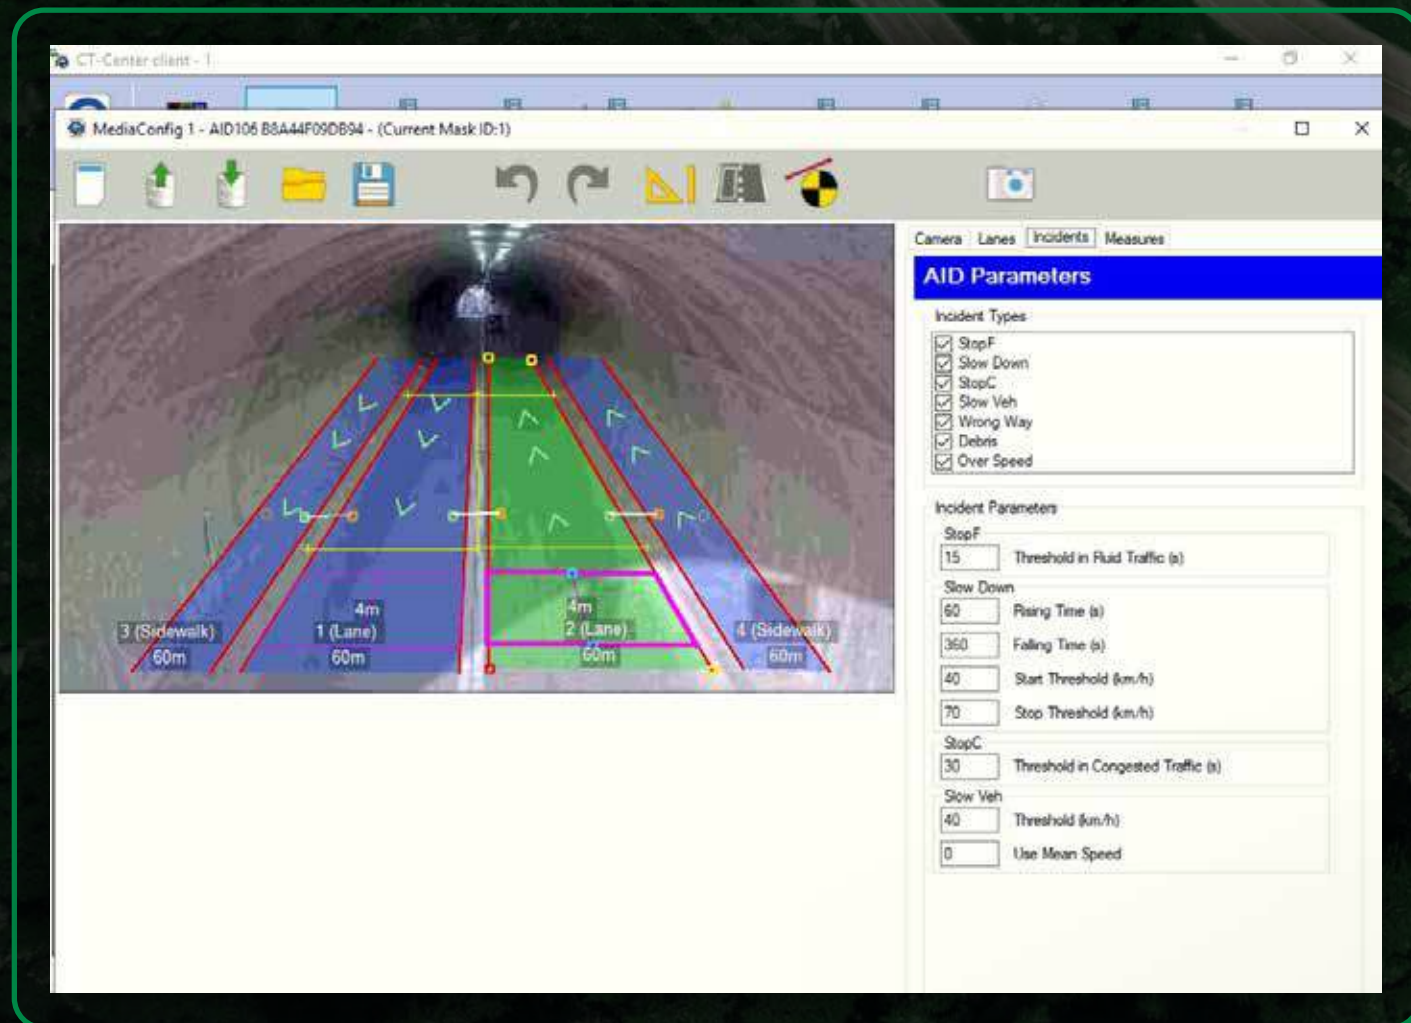 CT-Center client - 1
MediaConfig 1 - AID106 B8A44F09DB94 - (Current Mask ID:1)
Camera Lanes Incidents Measures
AID Parameters
Incident Types
StopF
Slow Down
StopC
Slow Veh
Wrong Way
Debris
Over Speed
Incident Parameters
StopF
15 Threshold in Fluid Traffic (s)
Slow Down
60 Rising Time (s)
360 Falling Time (s)
40 Start Threshold (km/h)
70 Stop Threshold (km/h)
StopC
30 Threshold in Congested Traffic (s)
Slow Veh
40 Threshold (km/h)
0 Use Mean Speed
3 (Sidewalk)
60m
4m
1 (Lane)
60m
4m
2 (Lane)
60m
4 (Sidewalk)
60m